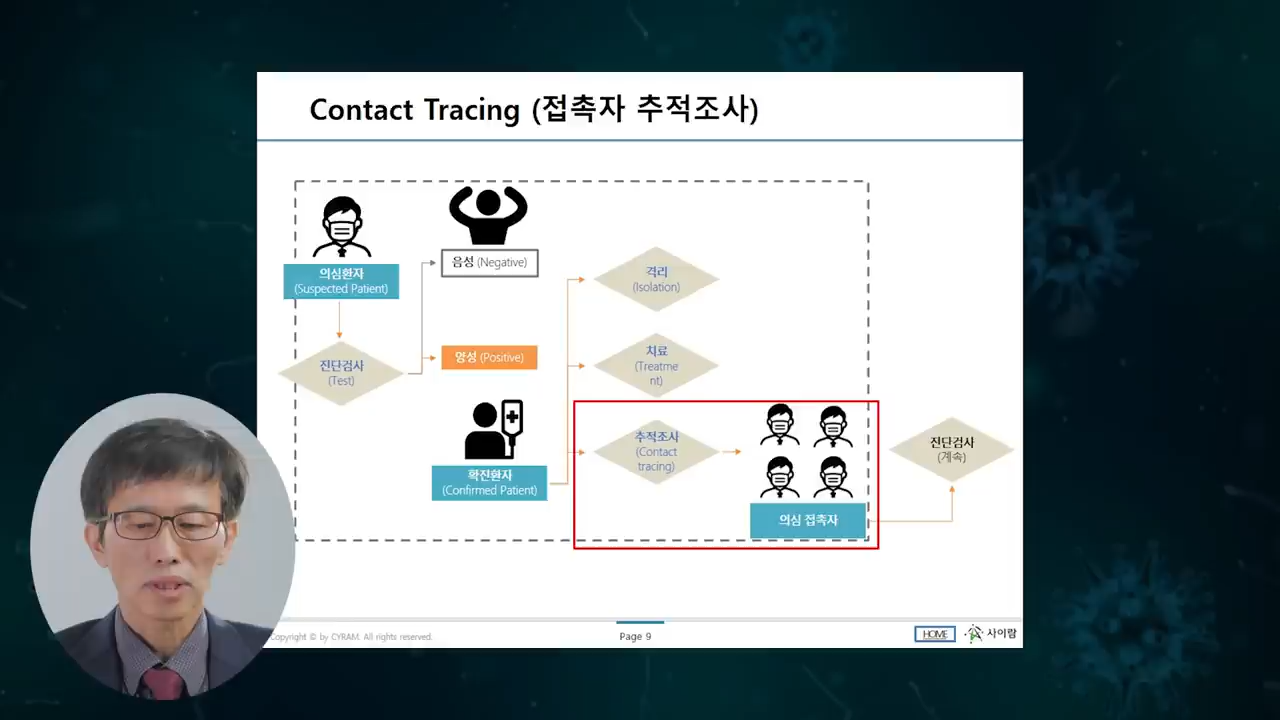 Contact Tracing (접촉자 추적조사)
의심환자
(Suspected Patient)
음성 (Negative)
진단검사
(Test)
양성 (Positive)
확진환자
(Confirmed Patient)
격리
(Isolation)
치료
(Treatme
nt)
추적조사
(Contact
tracing)
의심 접촉자
진단검사
(계속)
Copyright © by CYRAM. All rights reserved.
Page 9
HOME
사이람